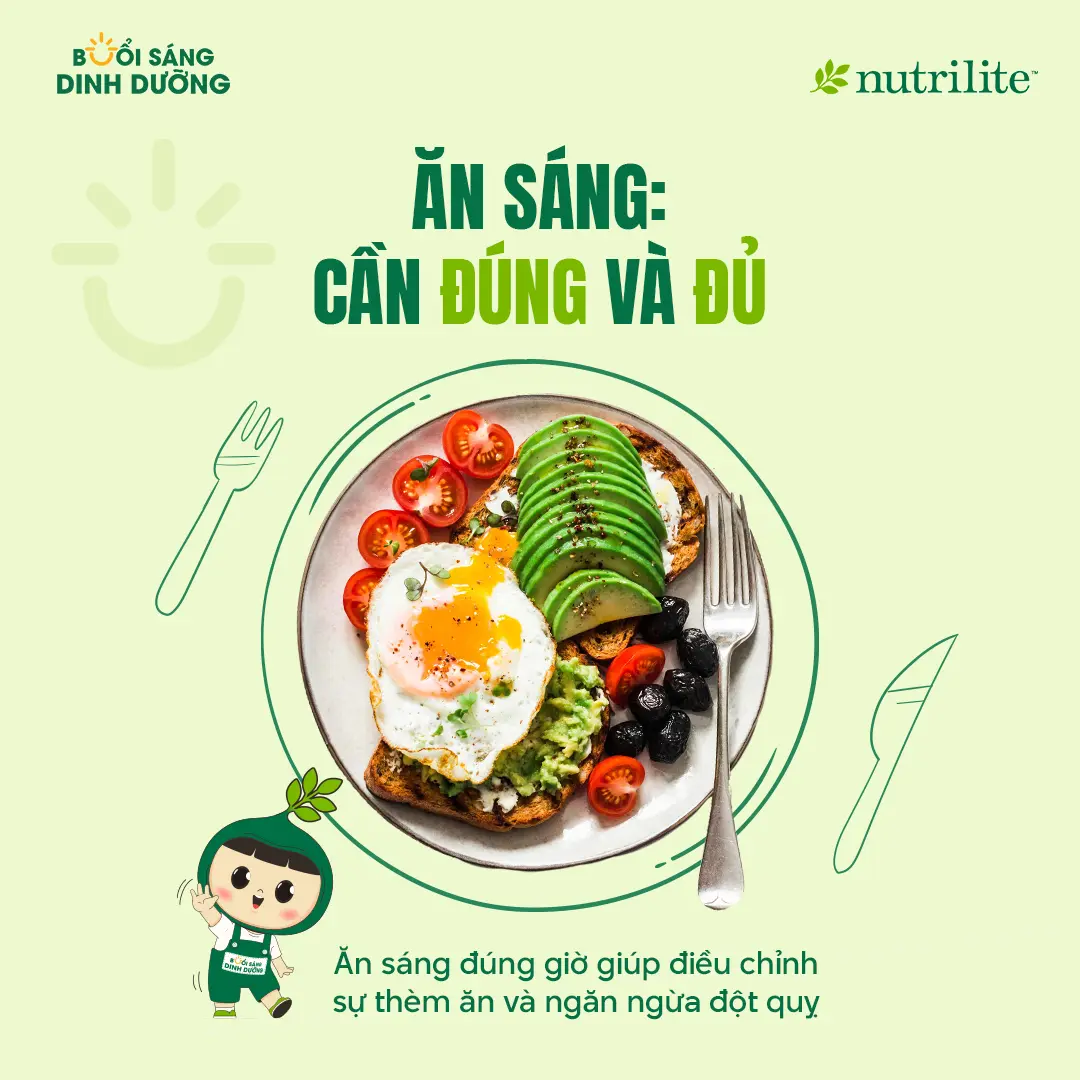 BUỔI SÁNG
DINH DƯỠNG
nutrilite™
ĂN SÁNG:
CẦN ĐÚNG VÀ ĐỦ
BUỔI SÁNG
DINH DƯỠNG
Ăn sáng đúng giờ giúp điều chỉnh
sự thèm ăn và ngăn ngừa đột quỵ